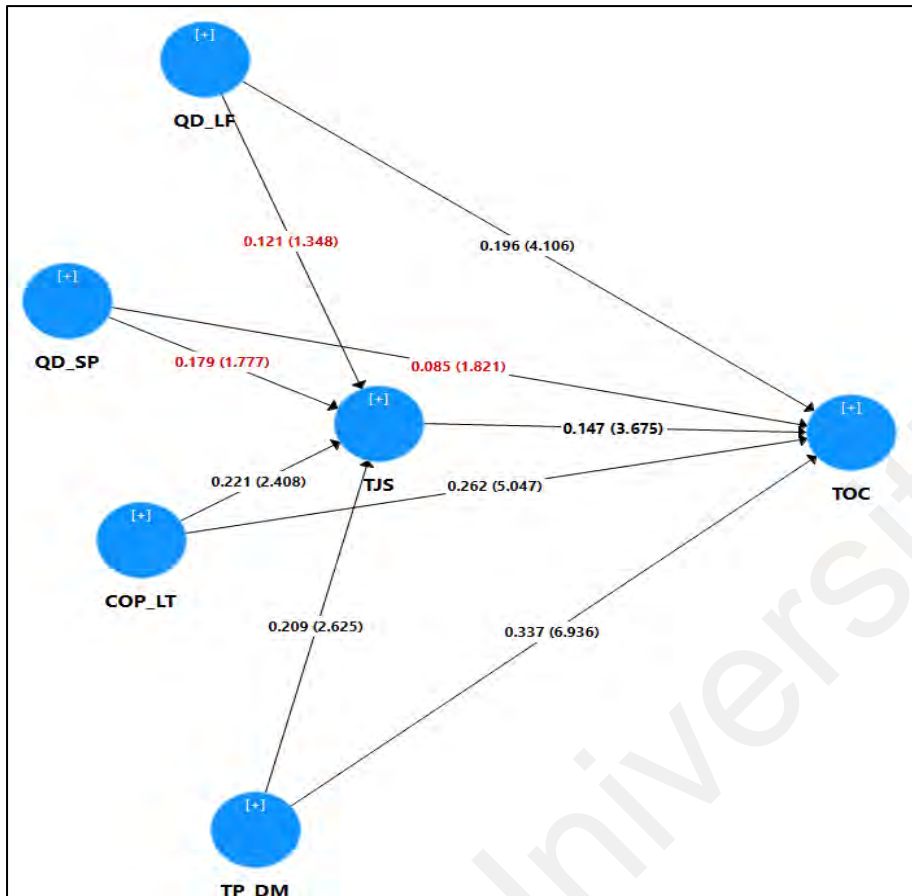 [+]
QD_LF
0.121 (1.348)
0.196 (4.106)
[+]
QD_SP
0.179 (1.777)
0.085 (1.821)
[+]
TJS
0.147 (3.675)
[+]
TOC
0.221 (2.408)
0.262 (5.047)
[+]
COP_LT
0.209 (2.625)
0.337 (6.936)
[+]
TP_DM
Universit